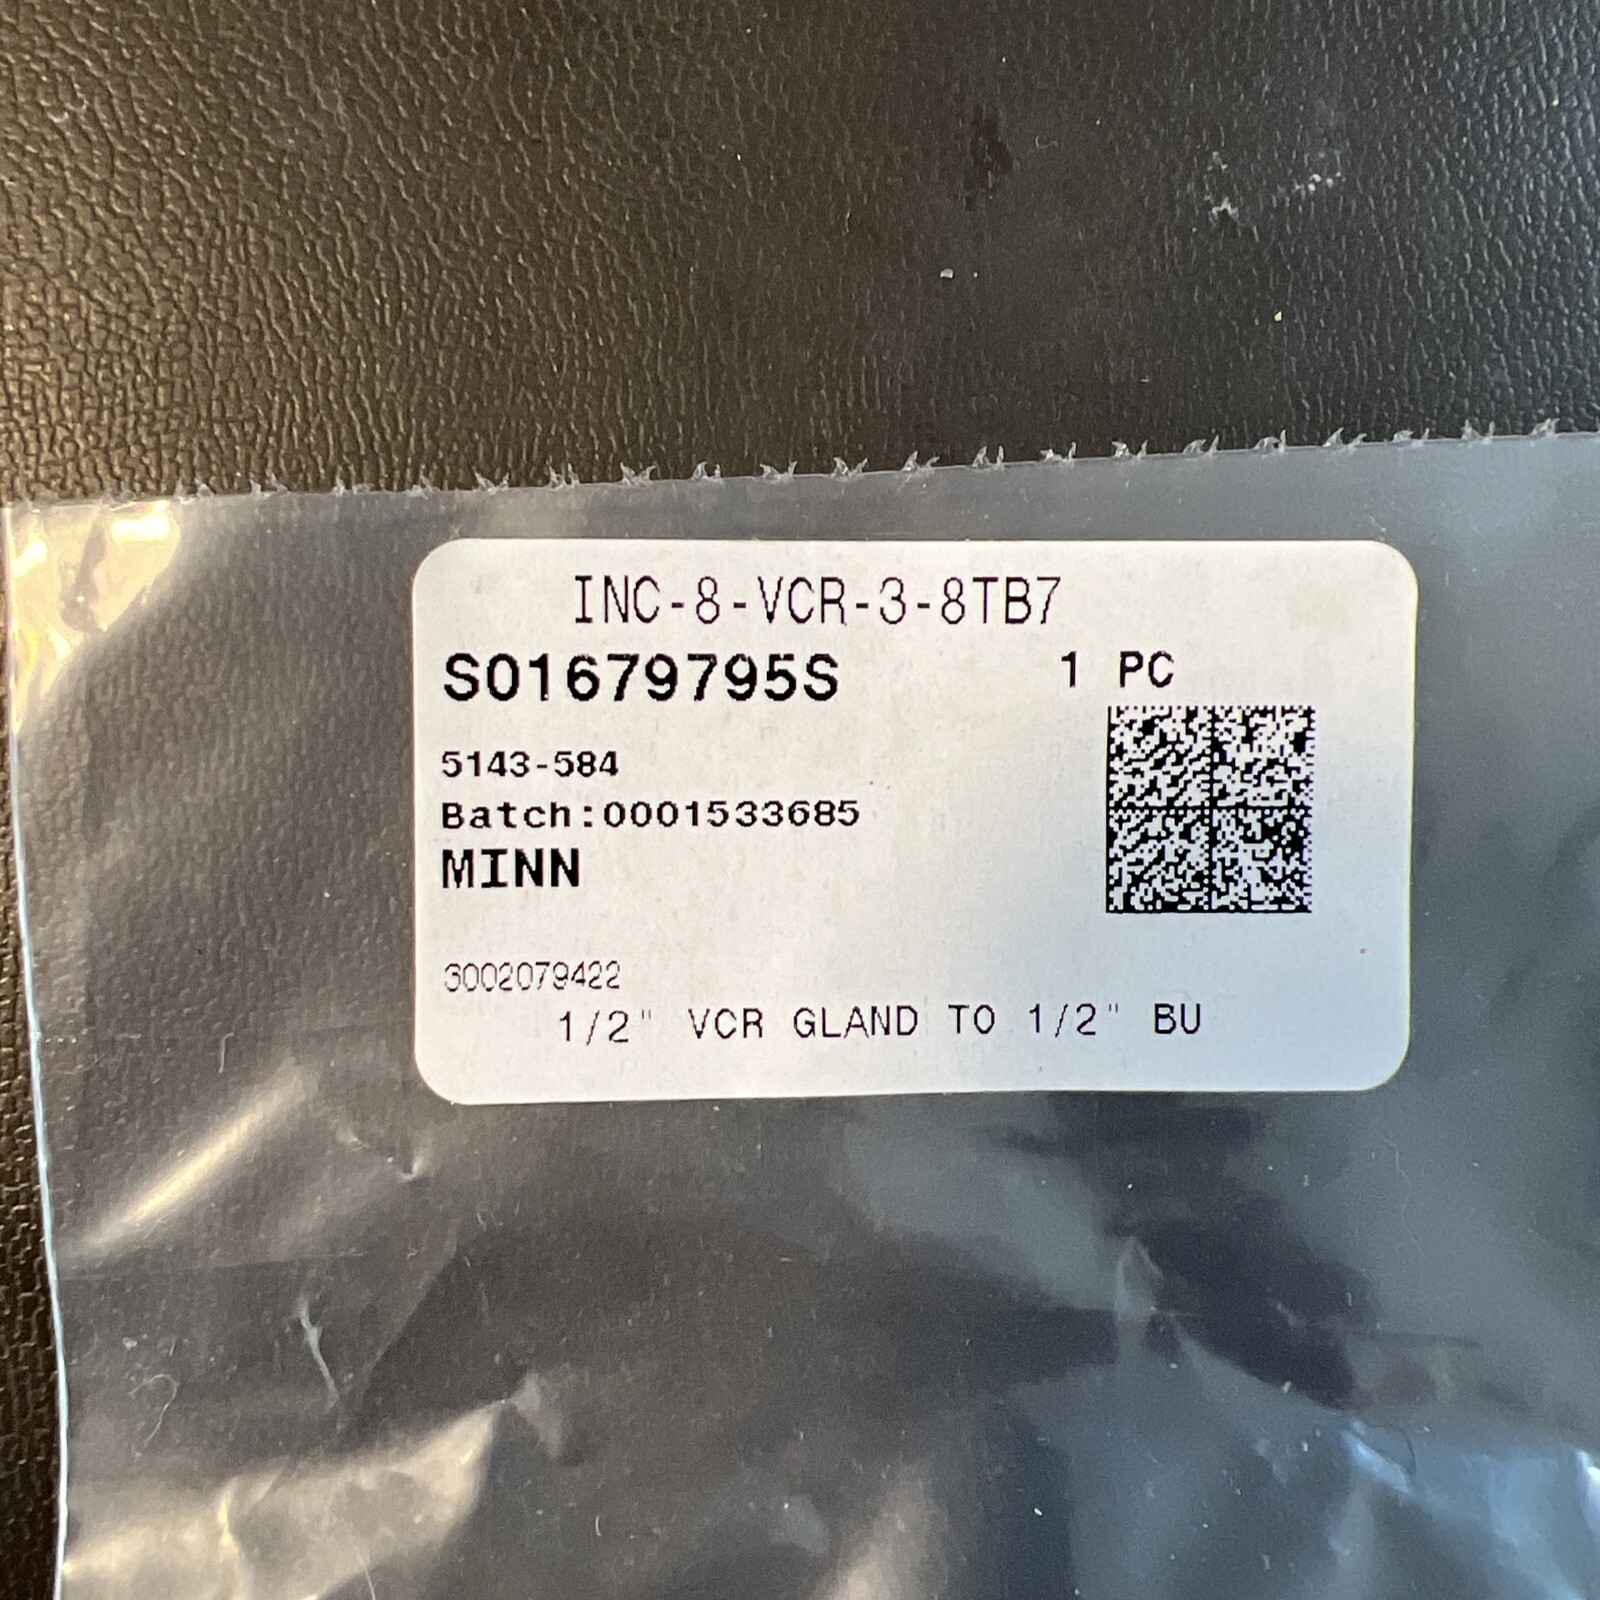 INC-8-VCR-3-8TB7
S01679795S 1 PC
5143-584
Batch:0001533685
MINN
3002079422
1/2" VCR GLAND TO 1/2" BU